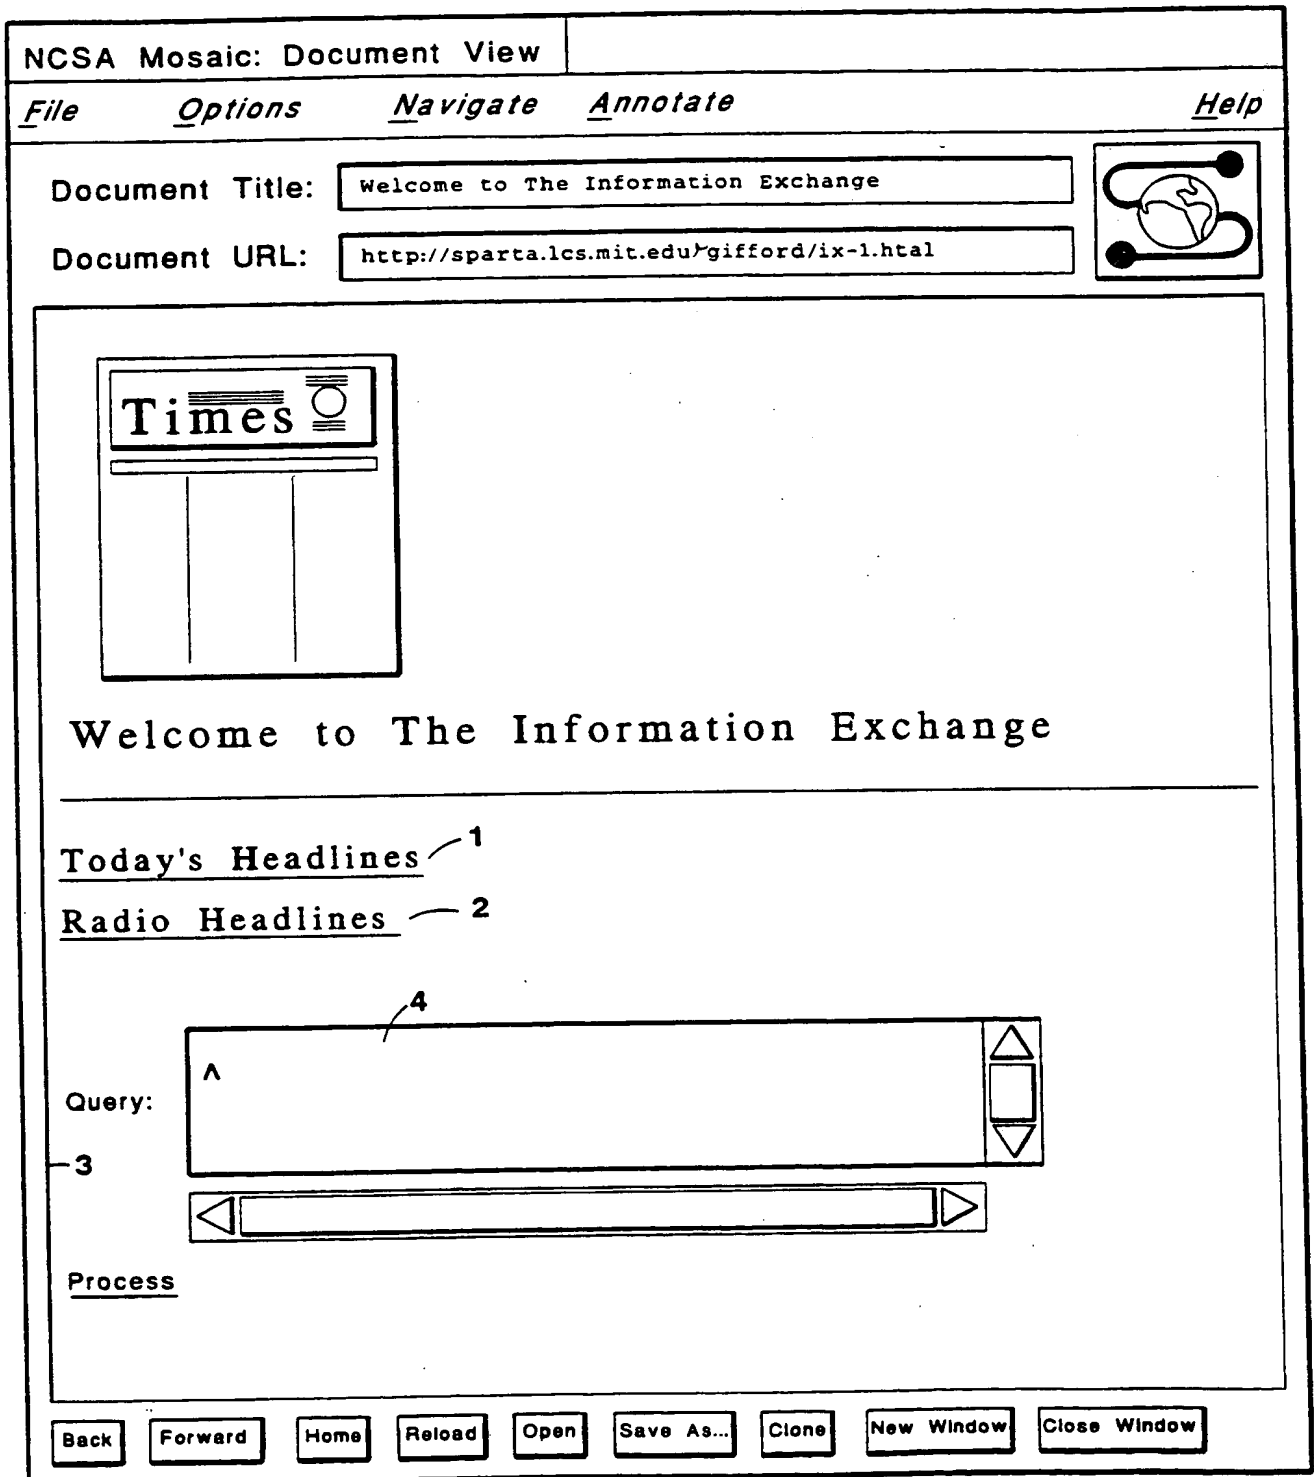 NCSA Mosaic: Document View
File Options Navigate Annotate Help
Document Title: Welcome to The Information Exchange
Document URL: http://sparta.lcs.mit.edu/~gifford/ix-1.htal
Times
Welcome to The Information Exchange
Today's Headlines 1
Radio Headlines 2
4
^
Query:
3
Process
Back Forward Home Reload Open Save As... Clone New Window Close Window